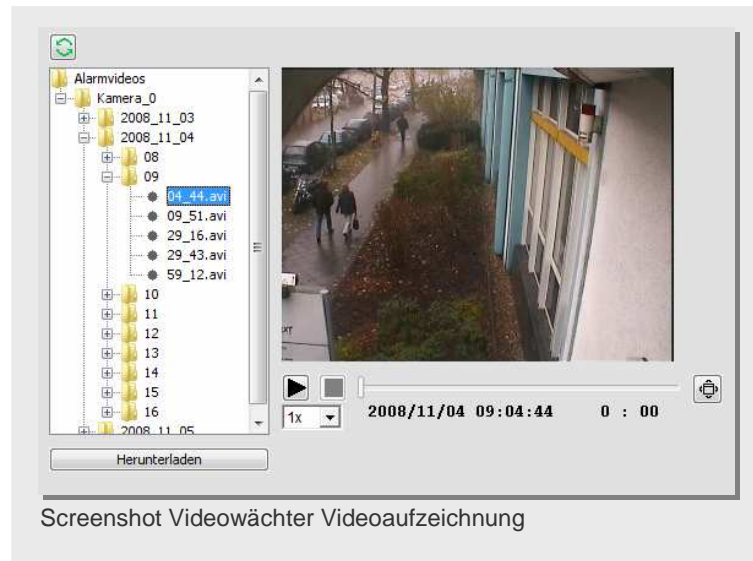 Alarmvideos
Kamera_0
2008_11_03
2008_11_04
08
09
04_44.avi
09_51.avi
29_16.avi
29_43.avi
59_12.avi
10
11
12
13
14
15
16
2008_11_05
Herunterladen
1x
2008/11/04 09:04:44 0 : 00
Screenshot Videowächter Videoaufzeichnung